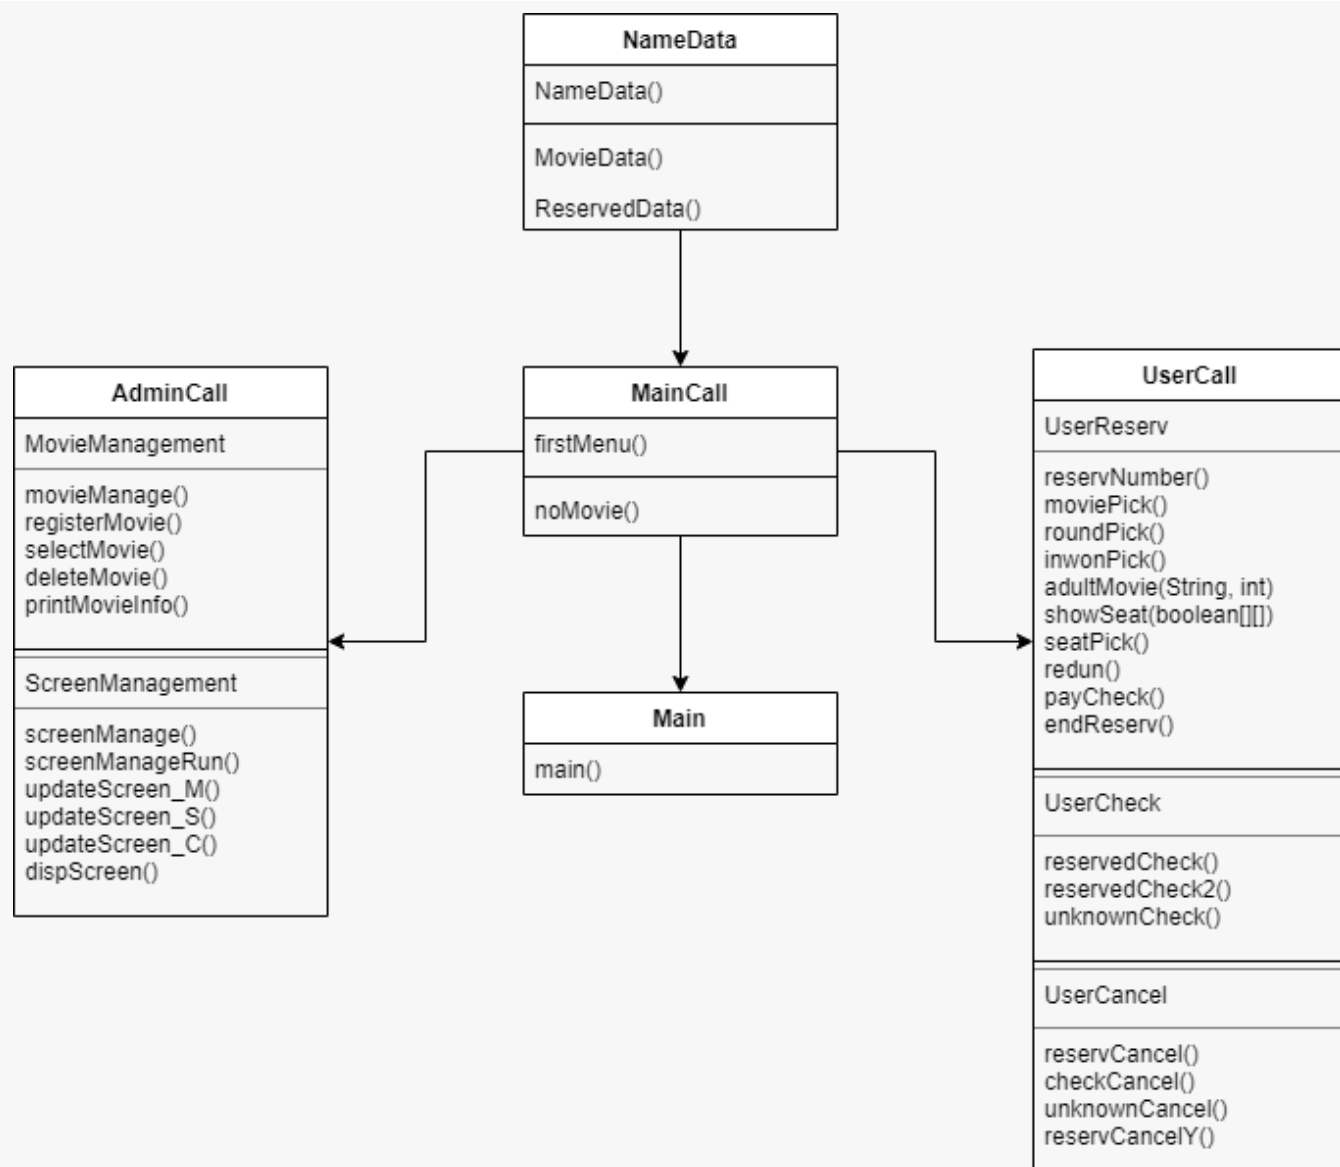 NameData
NameData()
MovieData()
ReservedData()
AdminCall
MovieManagement
movieManage()
registerMovie()
selectMovie()
deleteMovie()
printMovieInfo()
ScreenManagement
screenManage()
screenManageRun()
updateScreen_M()
updateScreen_S()
updateScreen_C()
dispScreen()
MainCall
firstMenu()
noMovie()
Main
main()
UserCall
UserReserv
reservNumber()
moviePick()
roundPick()
inwonPick()
adultMovie(String, int)
showSeat(boolean[][])
seatPick()
redun()
payCheck()
endReserv()
UserCheck
reservedCheck()
reservedCheck2()
unknownCheck()
UserCancel
reservCancel()
checkCancel()
unknownCancel()
reservCancelY()